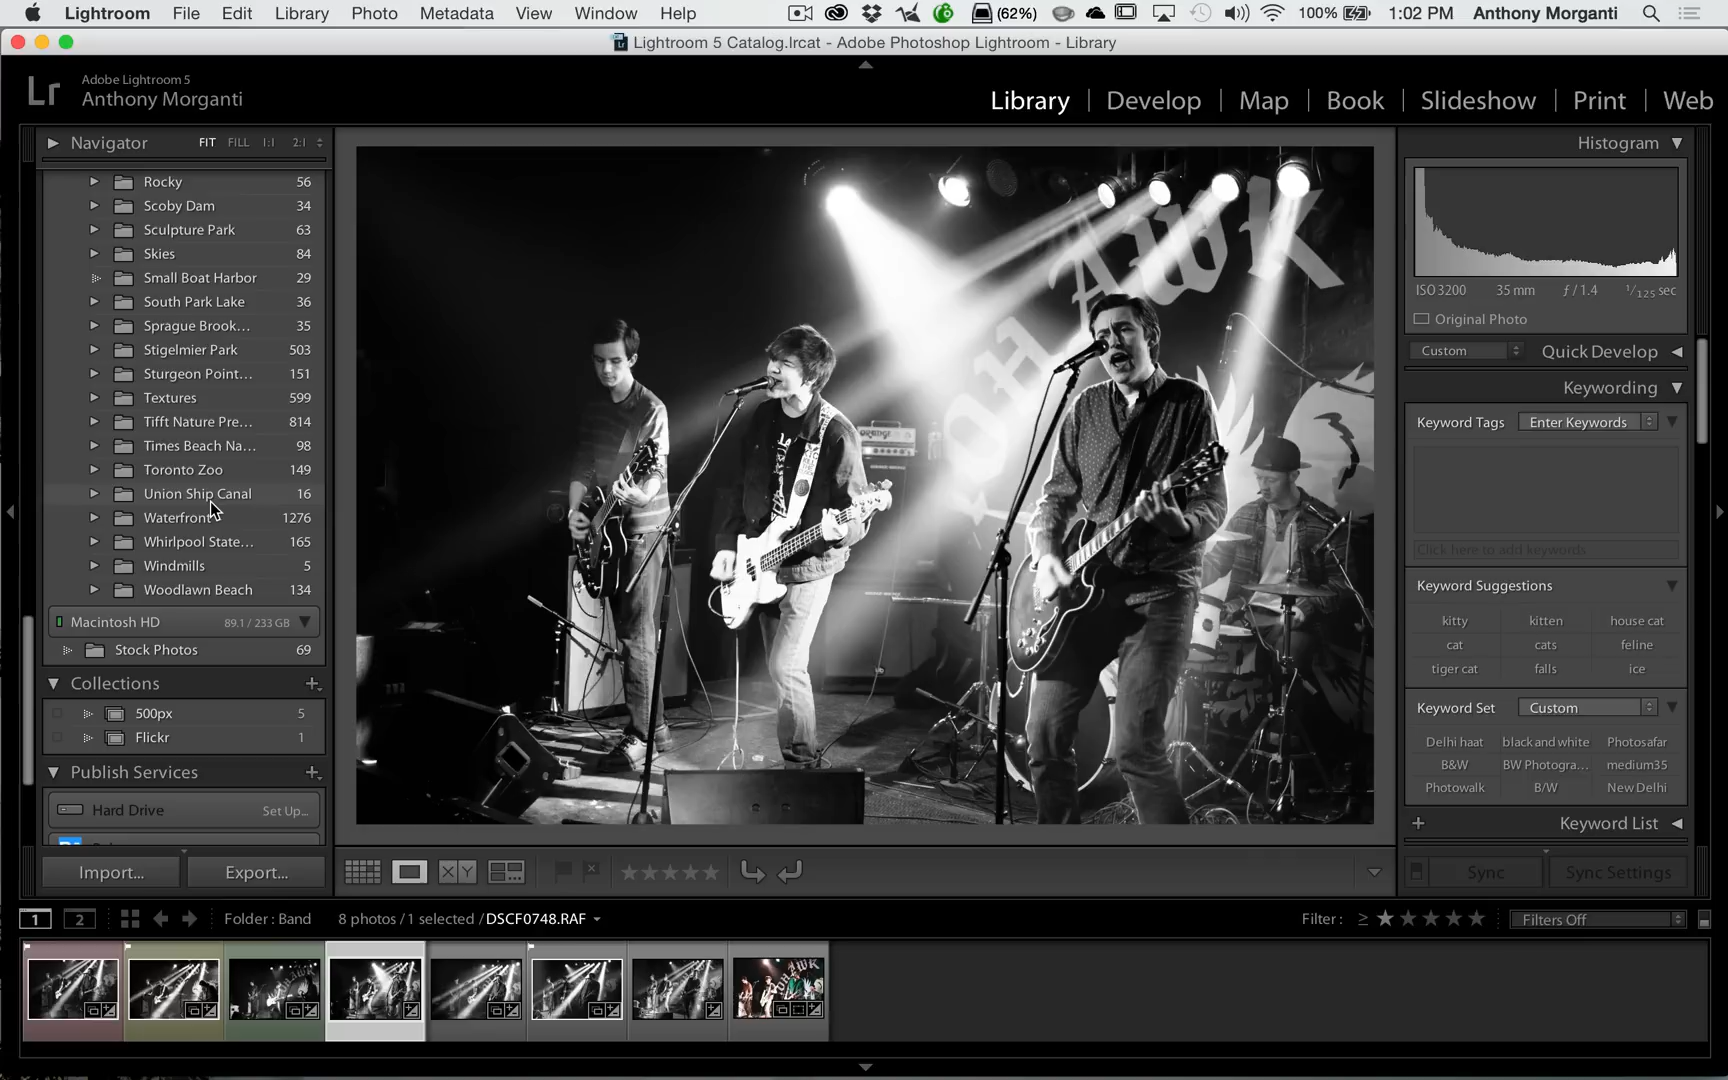 Lightroom File Edit Library Photo Metadata View Window Help (62%) 100% 1:02 PM Anthony Morganti
Lightroom 5 Catalog.lrcat - Adobe Photoshop Lightroom - Library
Lr
Adobe Lightroom 5
Anthony Morganti
Library | Develop | Map | Book | Slideshow | Print | Web
Navigator FIT FILL 1:1 2:1
Rocky 56
Scoby Dam 34
Sculpture Park 63
Skies 84
Small Boat Harbor 29
South Park Lake 36
Sprague Brook... 35
Stigelmier Park 503
Sturgeon Point... 151
Textures 599
Tifft Nature Pre... 814
Times Beach Na... 98
Toronto Zoo 149
Union Ship Canal 16
Waterfront 1276
Whirlpool State... 165
Windmills 5
Woodlawn Beach 134
Macintosh HD 89.1 / 233 GB
Stock Photos 69
Collections
500px 5
Flickr 1
Publish Services
Hard Drive Set Up...
Import... Export...
OHAWK
orange
Histogram
ISO 3200 35 mm ƒ / 1.4 1/125 sec
Original Photo
Custom Quick Develop
Keywording
Keyword Tags Enter Keywords
Click here to add keywords
Keyword Suggestions
kitty kitten house cat
cat cats feline
tiger cat falls ice
Keyword Set Custom
Delhi haat black and white Photosafar
B&W BW Photogra... medium35
Photowalk B/W New Delhi
Keyword List
Sync Sync Settings
X Y
1 2 Folder : Band 8 photos / 1 selected / DSCF0748.RAF Filter : ≥ Filters Off